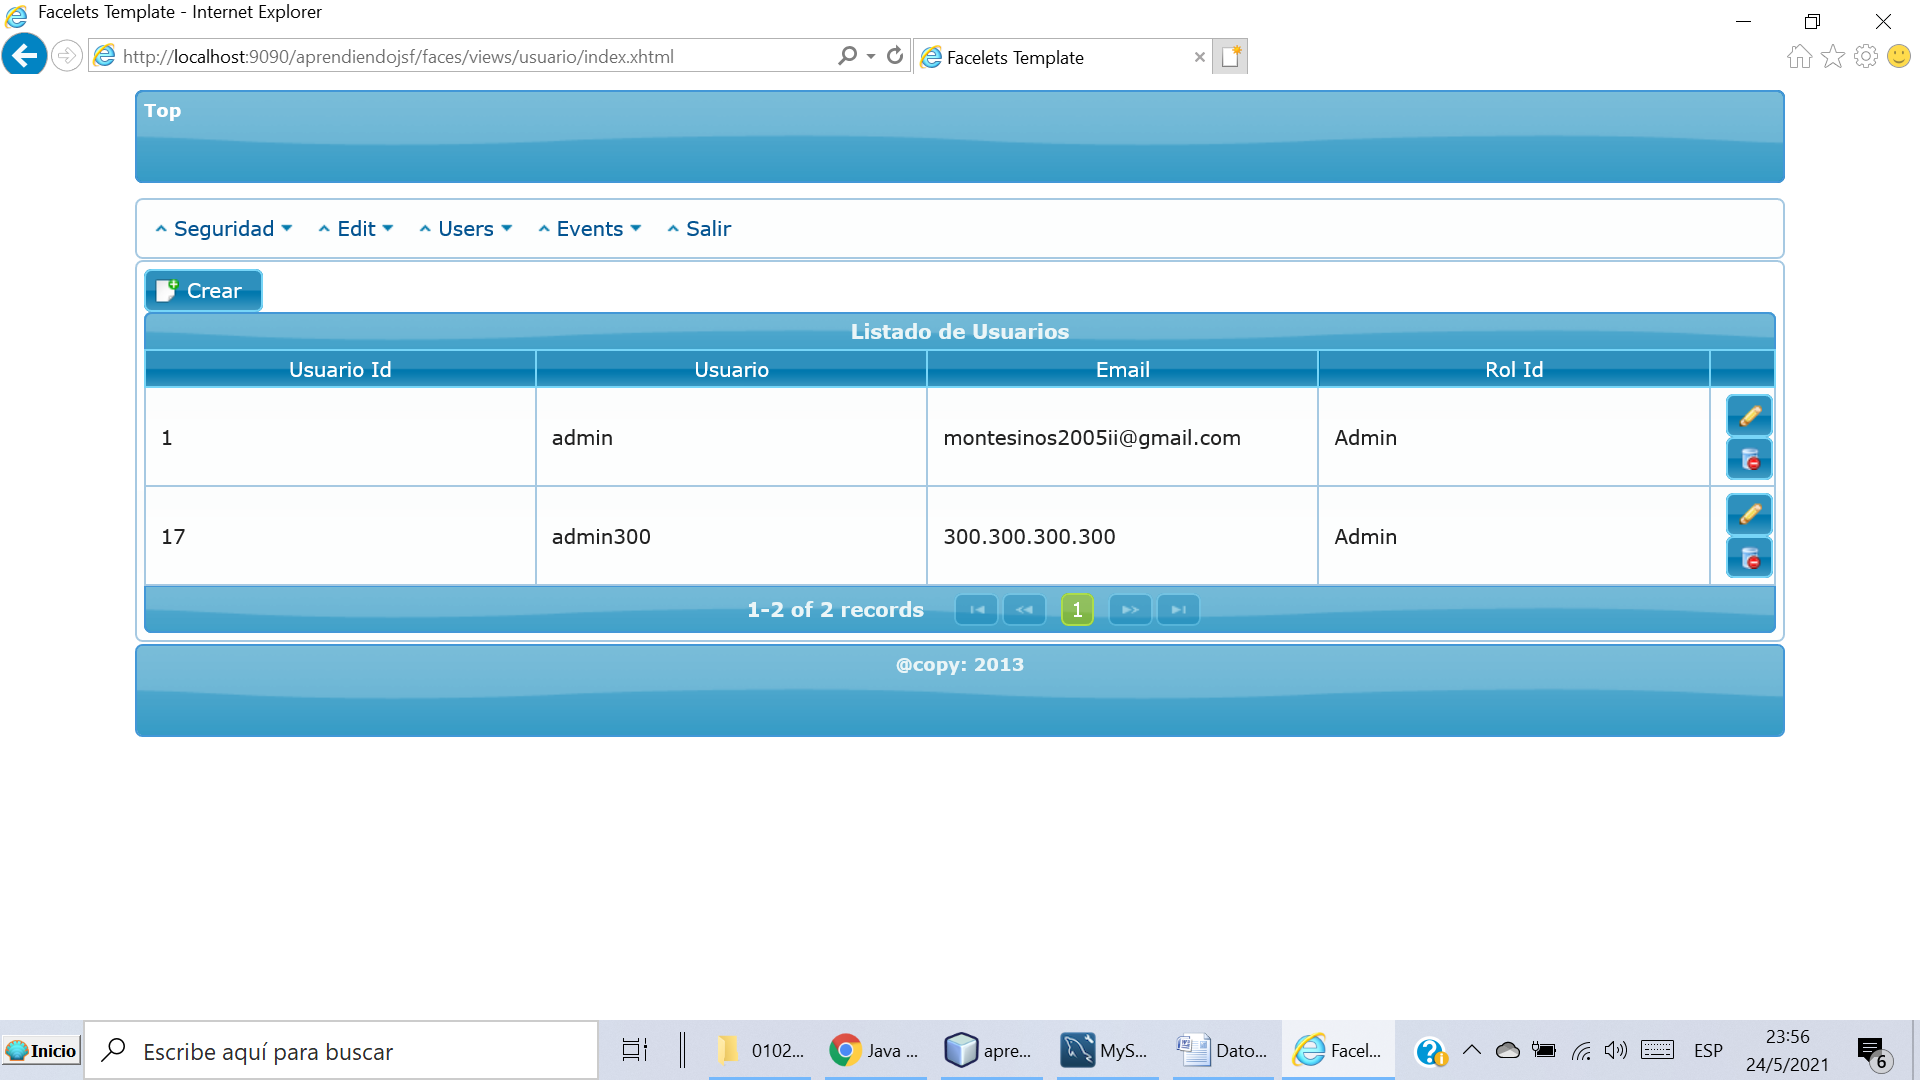 Facelets Template - Internet Explorer
http://localhost:9090/aprendiendojsf/faces/views/usuario/index.xhtml
Facelets Template
Top
Seguridad Edit Users Events Salir
Crear
Listado de Usuarios
Usuario Id Usuario Email Rol Id
1 admin montesinos2005ii@gmail.com Admin
17 admin300 300.300.300.300 Admin
1-2 of 2 records 1
@copy: 2013
Inicio Escribe aquí para buscar 0102... Java ... apre... MyS... Dato... Facel... ESP 23:56
24/5/2021 6